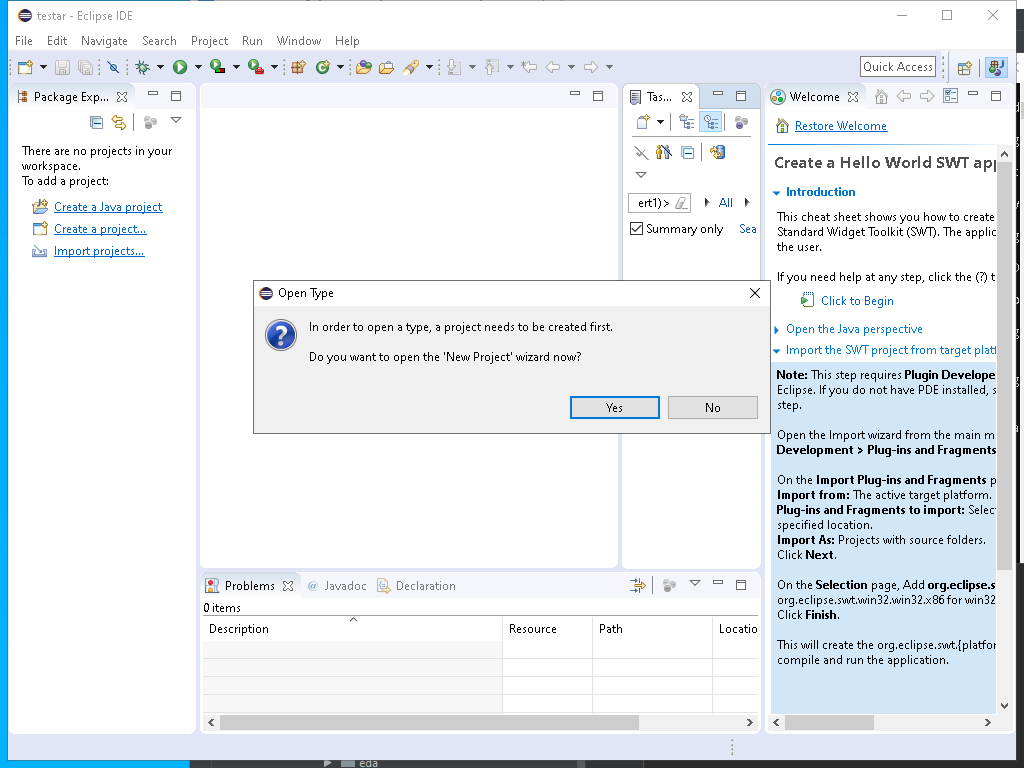 testar - Eclipse IDE
File Edit Navigate Search Project Run Window Help
Quick Access
Package Exp...
There are no projects in your
workspace.
To add a project:
Create a Java project
Create a project...
Import projects...
Tas...
ert1)> All
Summary only Sea
Welcome
Restore Welcome
Create a Hello World SWT app
Introduction
This cheat sheet shows you how to create
Standard Widget Toolkit (SWT). The applic
the user.
If you need help at any step, click the (?) t
Click to Begin
Open the Java perspective
Import the SWT project from target platf
Note: This step requires Plugin Develope
Eclipse. If you do not have PDE installed, s
step.
Open the Import wizard from the main m
Development > Plug-ins and Fragments
On the Import Plug-ins and Fragments p
Import from: The active target platform.
Plug-ins and Fragments to import: Selec
specified location.
Import As: Projects with source folders.
Click Next.
On the Selection page, Add org.eclipse.s
org.eclipse.swt.win32.win32.x86 for win32
Click Finish.
This will create the org.eclipse.swt.{platfor
compile and run the application.
Open Type
In order to open a type, a project needs to be created first.
Do you want to open the 'New Project' wizard now?
Yes No
Problems @ Javadoc Declaration
0 items
Description Resource Path Locatio
eda